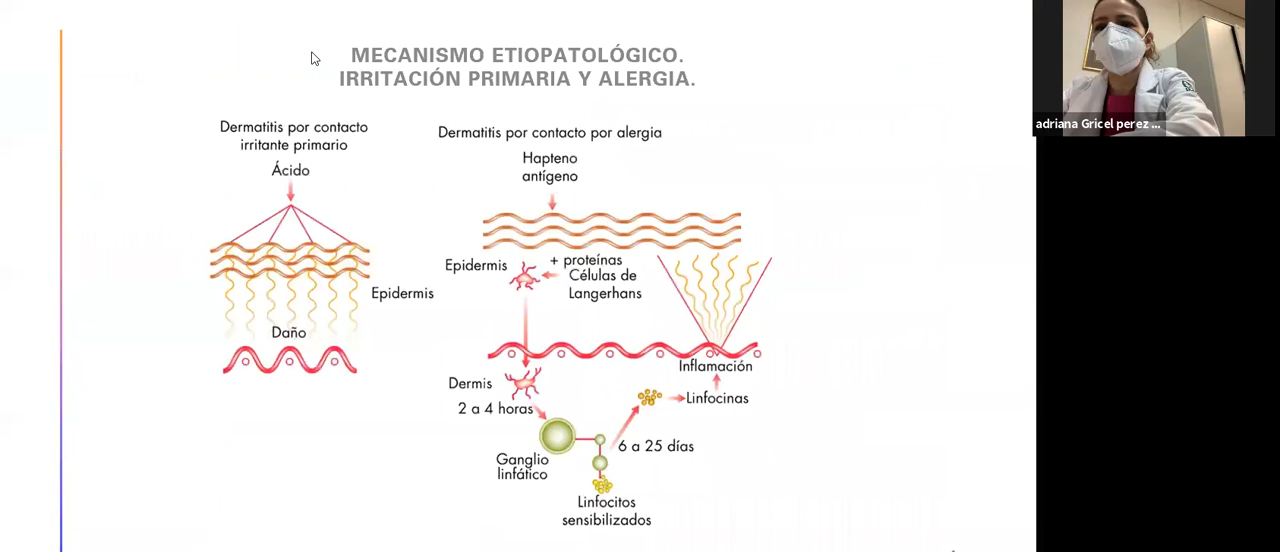 MECANISMO ETIOPATOLÓGICO.
IRRITACIÓN PRIMARIA Y ALERGIA.
Dermatitis por contacto
irritante primario
Ácido
Epidermis
Daño
Dermatitis por contacto por alergia
Hapteno
antígeno
Epidermis
+ proteínas
Células de
Langerhans
Inflamación
Dermis
2 a 4 horas
Linfocinas
6 a 25 días
Ganglio
linfático
Linfocitos
sensibilizados
adriana Gricel perez ...